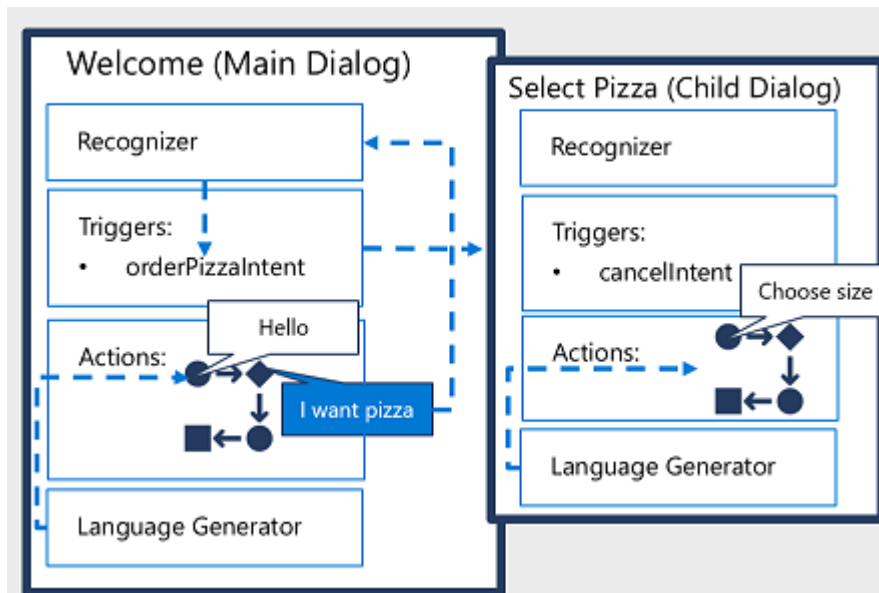 Welcome (Main Dialog)
Recognizer
Triggers:
• orderPizzaIntent
Hello
Actions:
I want pizza
Language Generator
Select Pizza (Child Dialog)
Recognizer
Triggers:
• cancelIntent
Choose size
Actions:
Language Generator